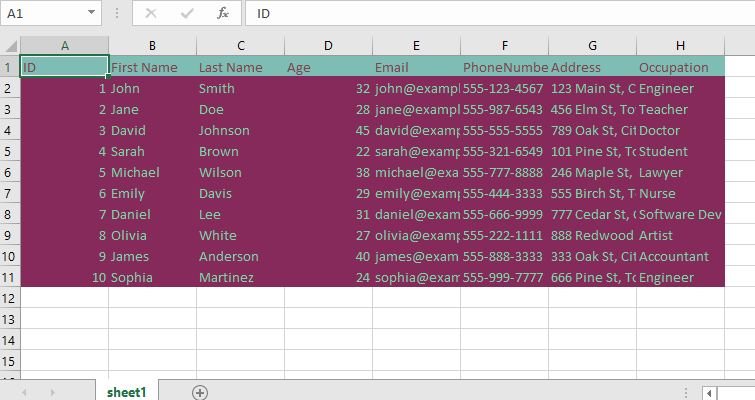 A1 fx ID
A B C D E F G H
1 ID First Name Last Name Age Email PhoneNumbe Address Occupation
2 1 John Smith 32 john@exampl 555-123-4567 123 Main St, C Engineer
3 2 Jane Doe 28 jane@exampl 555-987-6543 456 Elm St, To Teacher
4 3 David Johnson 45 david@examp 555-555-5555 789 Oak St, Cit Doctor
5 4 Sarah Brown 22 sarah@examp 555-321-6549 101 Pine St, To Student
6 5 Michael Wilson 38 michael@exa 555-777-8888 246 Maple St, Lawyer
7 6 Emily Davis 29 emily@examp 555-444-3333 555 Birch St, T Nurse
8 7 Daniel Lee 31 daniel@exam 555-666-9999 777 Cedar St, Software Dev
9 8 Olivia White 27 olivia@exam 555-222-1111 888 Redwood Artist
10 9 James Anderson 40 james@exam 555-888-3333 333 Oak St, Cit Accountant
11 10 Sophia Martinez 24 sophia@exam 555-999-7777 666 Pine St, To Engineer
12
13
14
15
sheet1